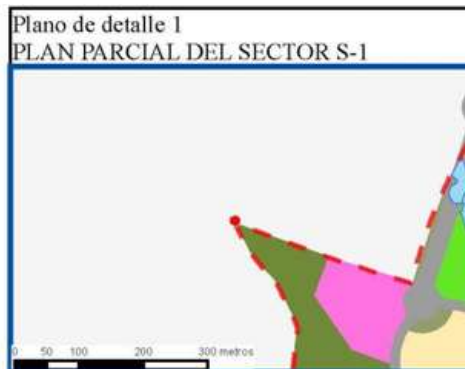 Plano de detalle 1
PLAN PARCIAL DEL SECTOR S-1
0 50 100 200 300 metros